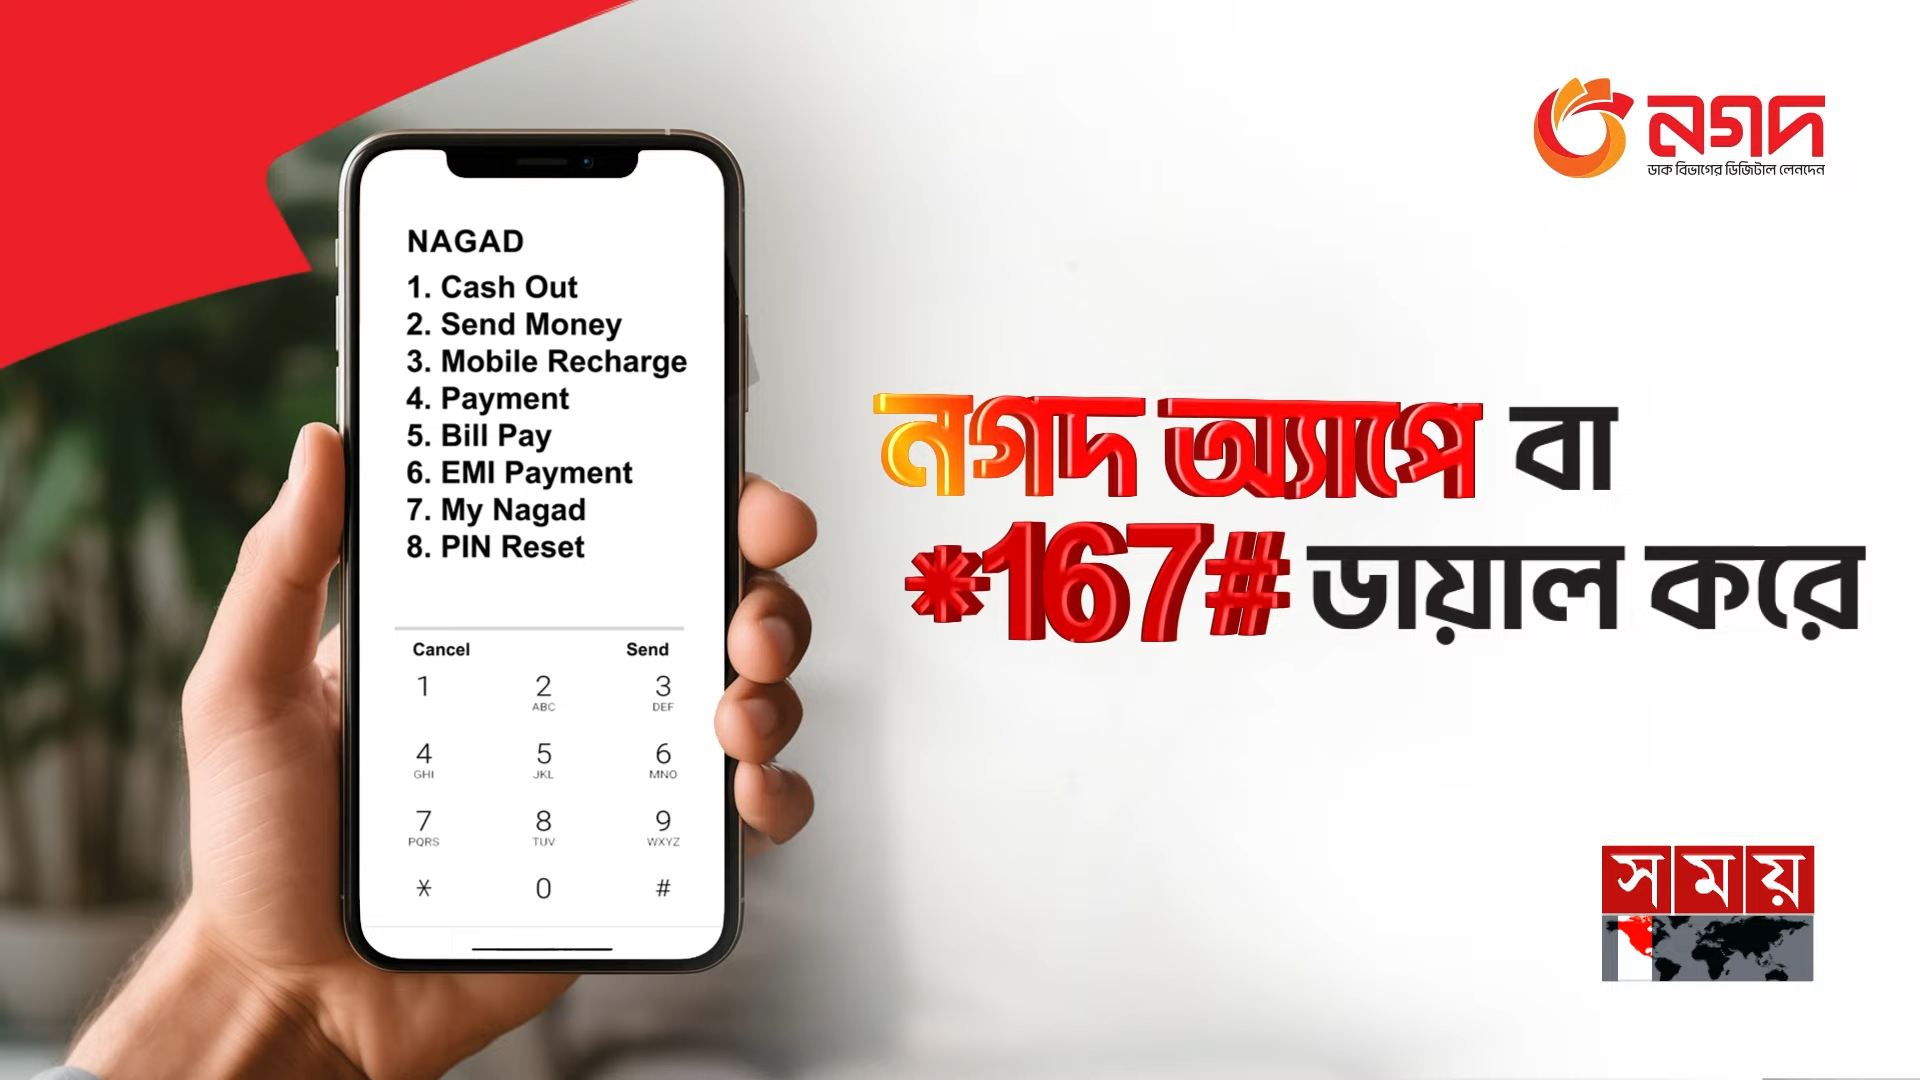 নগদ
ডাক বিভাগের ডিজিটাল লেনদেন
NAGAD
1. Cash Out
2. Send Money
3. Mobile Recharge
4. Payment
5. Bill Pay
6. EMI Payment
7. My Nagad
8. PIN Reset
Cancel Send
1 2 3
ABC DEF
4 5 6
GHI JKL MNO
7 8 9
PQRS TUV WXYZ
* 0 #
নগদ অ্যাপে বা
*167# ডায়াল করে
সময়